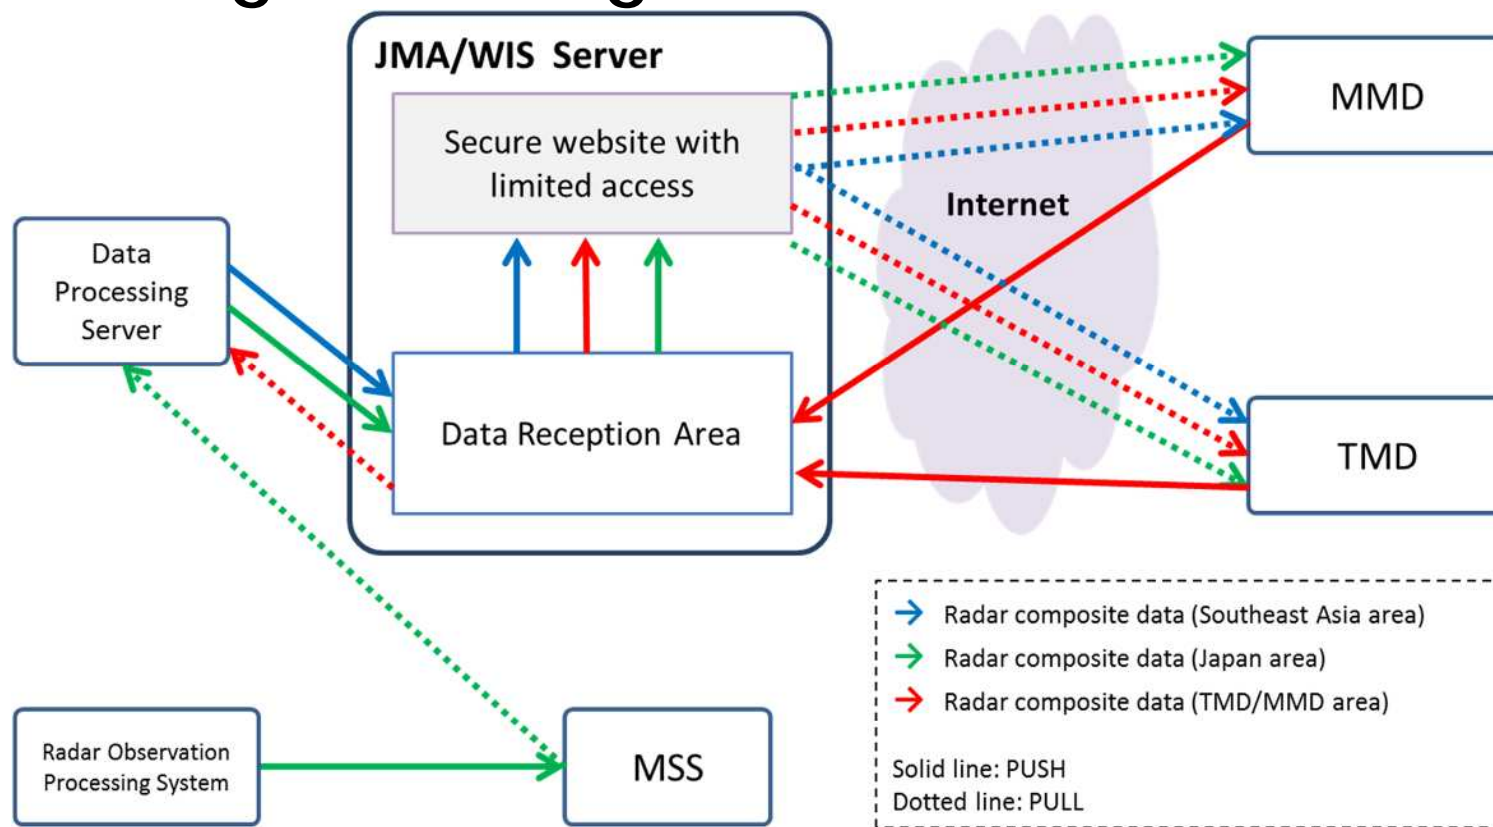 JMA/WIS Server
Secure website with
limited access
MMD
Internet
Data
Processing
Server
Data Reception Area
TMD
Radar composite data (Southeast Asia area)
Radar composite data (Japan area)
Radar composite data (TMD/MMD area)
Solid line: PUSH
Dotted line: PULL
Radar Observation
Processing System
MSS